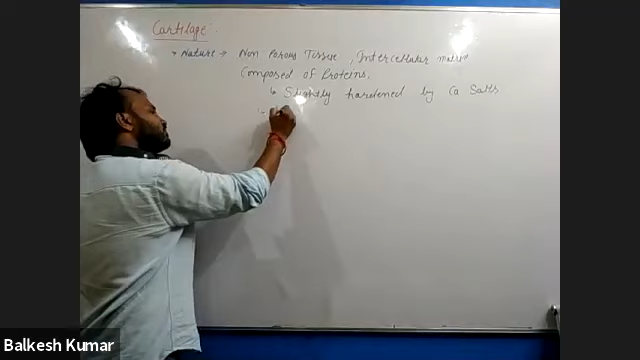 Cartilage
Nature → Non Porous Tissue, Intercellular matrix
Composed of Proteins.
↳ Slightly hardened by Ca Salts
Balkesh Kumar